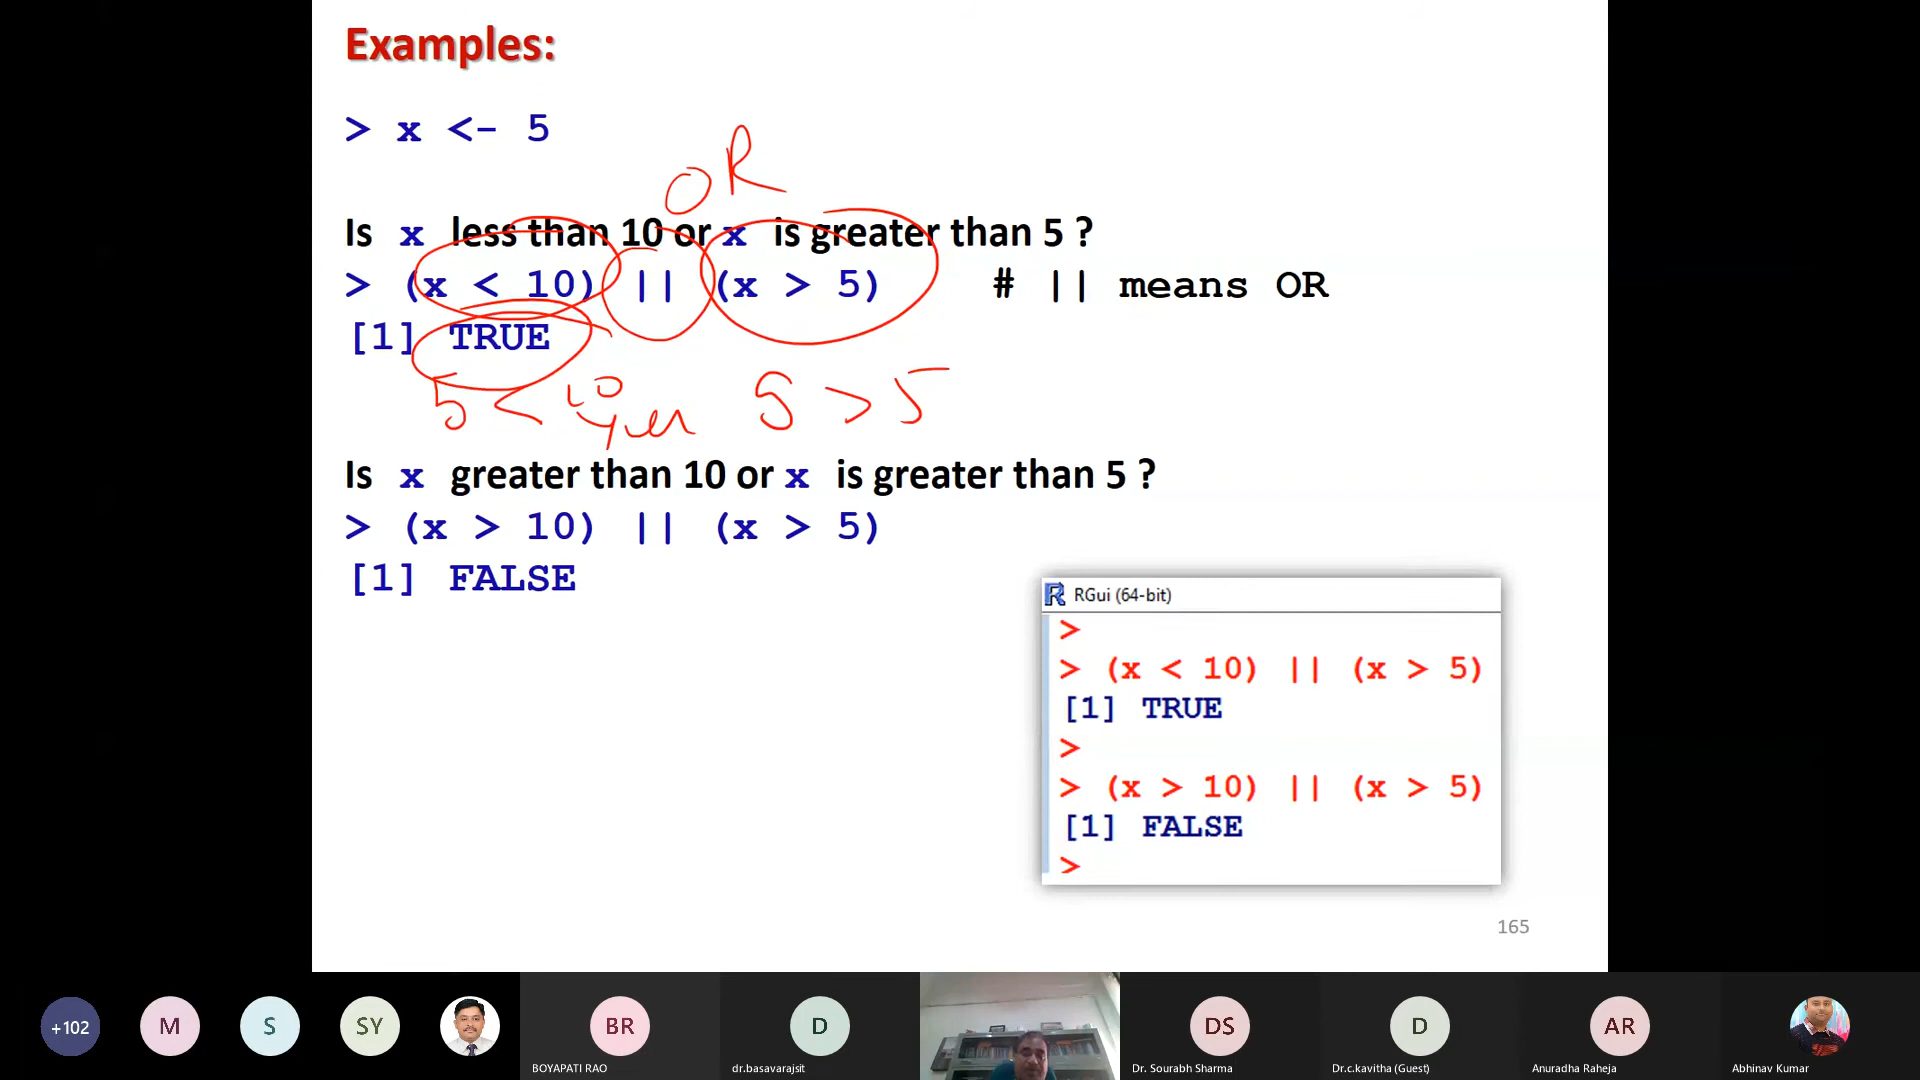 Examples:
> x <- 5
OR
Is x less than 10 or x is greater than 5 ?
> (x < 10) || (x > 5) # || means OR
[1] TRUE
5 < 10 5 > 5
Is x greater than 10 or x is greater than 5 ?
> (x > 10) || (x > 5)
[1] FALSE
RGui (64-bit)
>
> (x < 10) || (x > 5)
[1] TRUE
>
> (x > 10) || (x > 5)
[1] FALSE
>
165
+102 M S SY BR D DS D AR
BOYAPATI RAO dr.basavarajsit Dr. Sourabh Sharma Dr.c.kavitha (Guest) Anuradha Raheja Abhinav Kumar